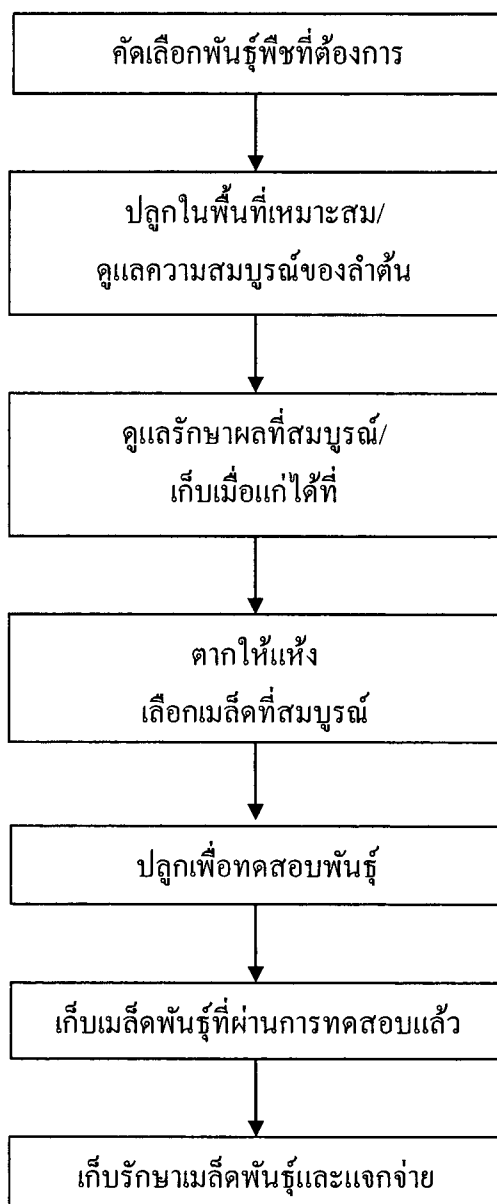 คัดเลือกพันธุ์พืชที่ต้องการ
ปลูกในพื้นที่เหมาะสม/
ดูแลความสมบูรณ์ของลำต้น
ดูแลรักษาผลที่สมบูรณ์/
เก็บเมื่อแก่ได้ที่
ตากให้แห้ง
เลือกเมล็ดที่สมบูรณ์
ปลูกเพื่อทดสอบพันธุ์
เก็บเมล็ดพันธุ์ที่ผ่านการทดสอบแล้ว
เก็บรักษาเมล็ดพันธุ์และแจกจ่าย